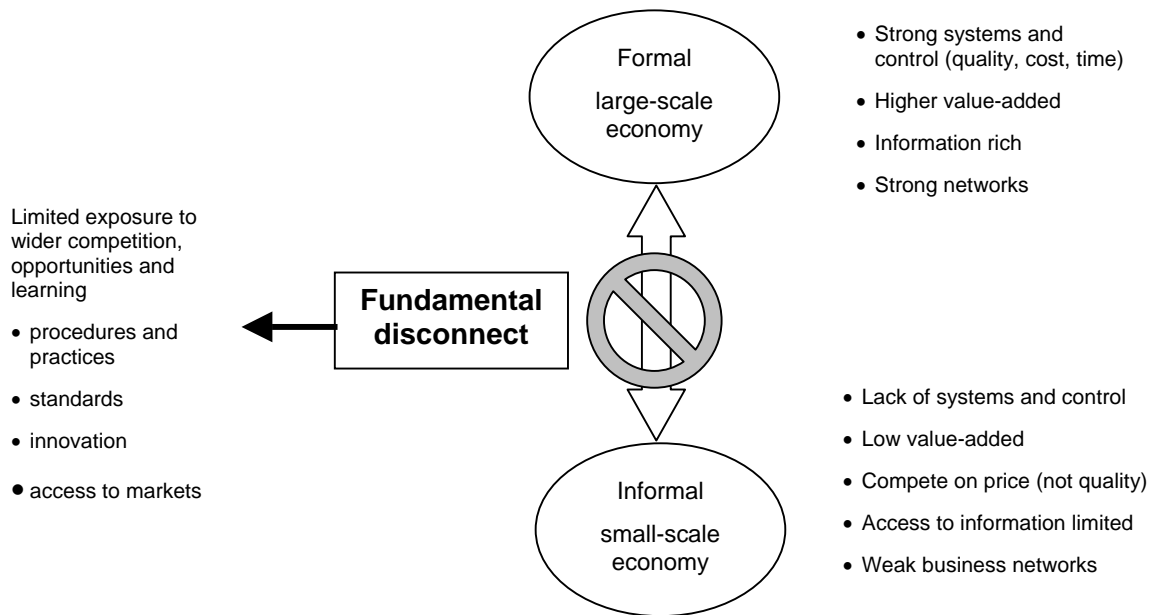 Formal
large-scale
economy
• Strong systems and
control (quality, cost, time)
• Higher value-added
• Information rich
• Strong networks
Limited exposure to
wider competition,
opportunities and
learning
• procedures and
practices
• standards
• innovation
• access to markets
Fundamental
disconnect
Informal
small-scale
economy
• Lack of systems and control
• Low value-added
• Compete on price (not quality)
• Access to information limited
• Weak business networks